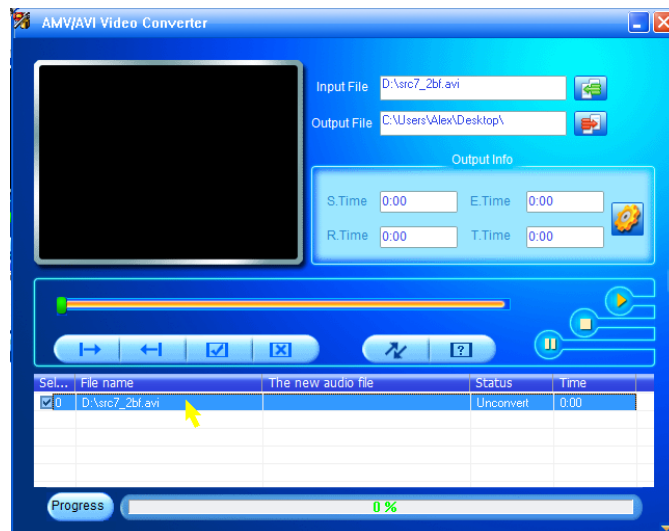 AMV/AVI Video Converter
Input File D:\src7_2bf.avi
Output File C:\Users\Alex\Desktop\
Output Info
S.Time 0:00 E.Time 0:00
R.Time 0:00 T.Time 0:00
Sel... File name The new audio file Status Time
0 D:\src7_2bf.avi Unconvert 0:00
Progress 0 %